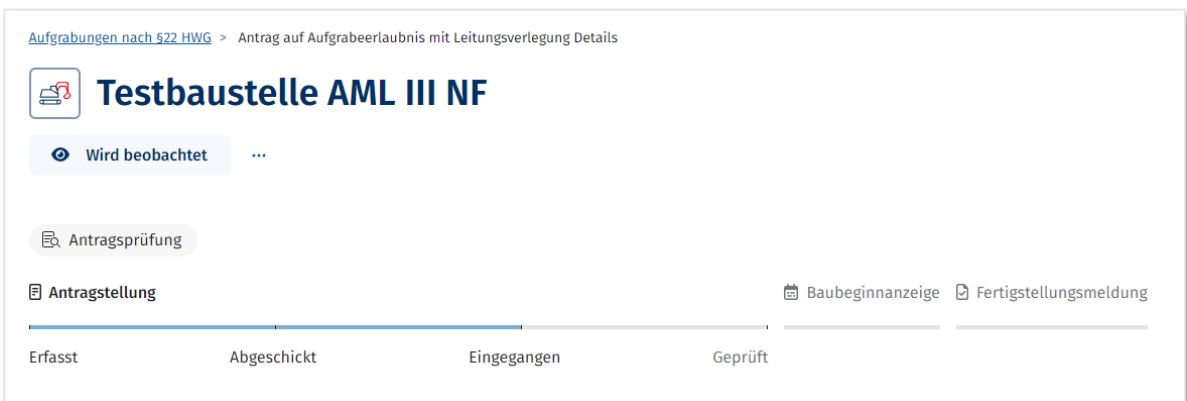 Aufgrabungen nach §22 HWG > Antrag auf Aufgrabeerlaubnis mit Leitungsverlegung Details
Testbaustelle AML III NF
Wird beobachtet ...
Antragsprüfung
Antragstellung Baubeginnanzeige Fertigstellungsmeldung
Erfasst Abgeschickt Eingegangen Geprüft